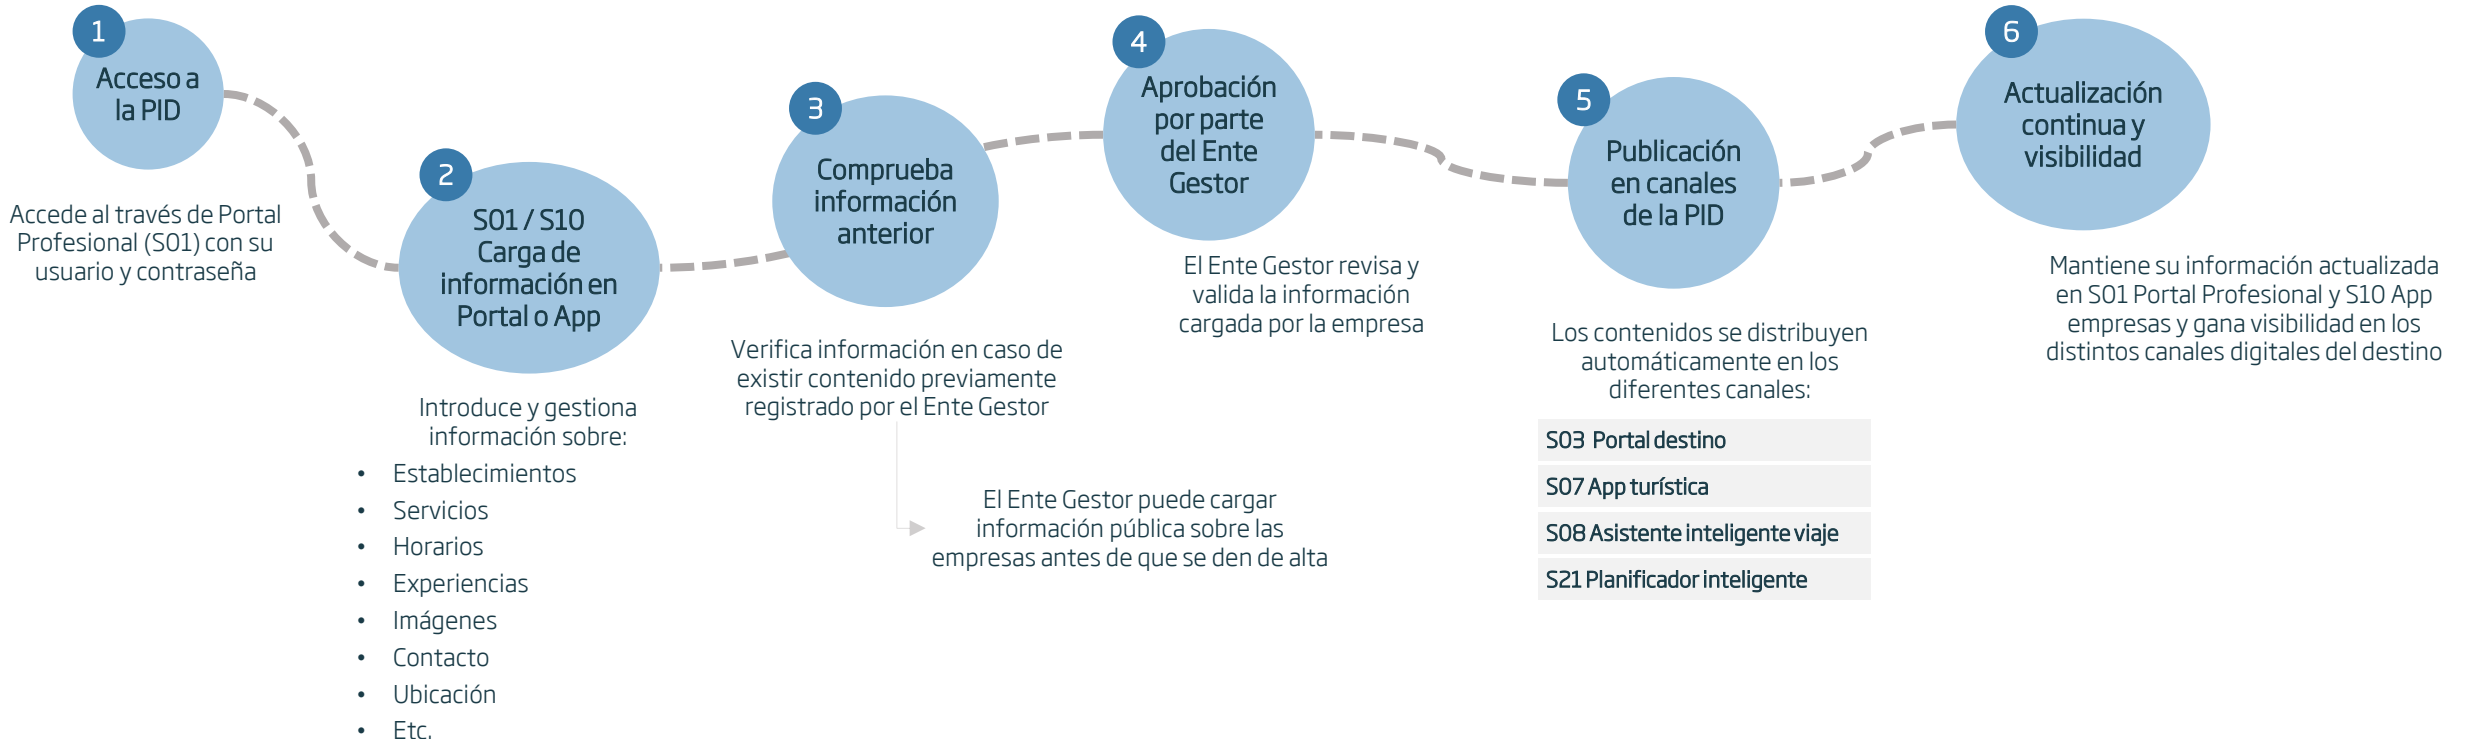 1
Acceso a
la PID
Accede al través de Portal
Profesional (S01) con su
usuario y contraseña
2
S01 / S10
Carga de
información en
Portal o App
Introduce y gestiona
información sobre:
• Establecimientos
• Servicios
• Horarios
• Experiencias
• Imágenes
• Contacto
• Ubicación
• Etc.
3
Comprueba
información
anterior
Verifica información en caso de
existir contenido previamente
registrado por el Ente Gestor
El Ente Gestor puede cargar
información pública sobre las
empresas antes de que se den de alta
4
Aprobación
por parte
del Ente
Gestor
El Ente Gestor revisa y
valida la información
cargada por la empresa
5
Publicación
en canales
de la PID
Los contenidos se distribuyen
automáticamente en los
diferentes canales:
S03 Portal destino
S07 App turística
S08 Asistente inteligente viaje
S21 Planificador inteligente
6
Actualización
continua y
visibilidad
Mantiene su información actualizada
en S01 Portal Profesional y S10 App
empresas y gana visibilidad en los
distintos canales digitales del destino